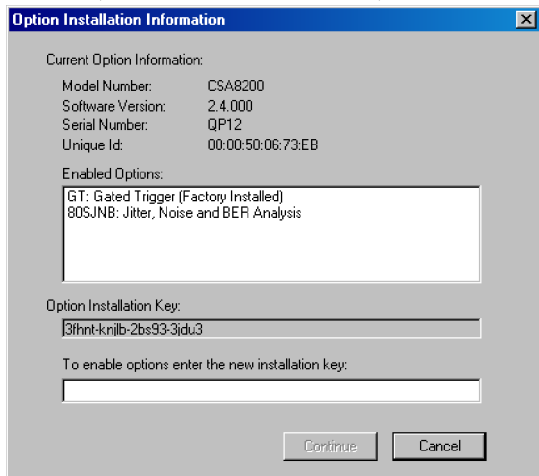 Option Installation Information
Current Option Information:
Model Number: CSA8200
Software Version: 2.4.000
Serial Number: QP12
Unique Id: 00:00:50:06:73:EB
Enabled Options:
GT: Gated Trigger (Factory Installed)
80SJNB: Jitter, Noise and BER Analysis
Option Installation Key:
3fhnt-knjlb-2bs93-3jdu3
To enable options enter the new installation key:
Continue
Cancel